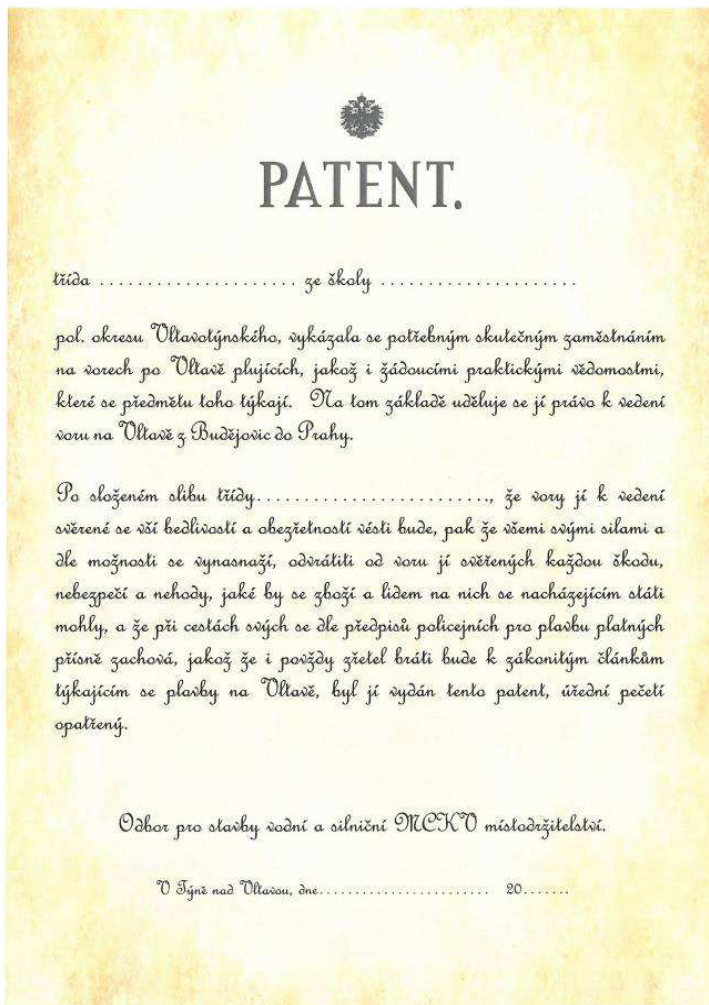 PATENT.
třída ..................... ze školy .....................
pol. okresu Vltavotýnského, vykázala se potřebným skutečným zaměstnáním
na vorech po Vltavě plujících, jakož i žádoucími praktickými vědomostmi,
které se předmětu toho týkají. Na tom základě uděluje se jí právo k vedení
voru na Vltavě z Budějovic do Prahy.
Po složeném slibu třídy........................., že vory jí k vedení
svěrené se vší bedlivostí a obezřetností vésti bude, pak že všemi svými silami a
dle možnosti se vynasnaží, odvrátiti od voru jí svěřených každou škodu,
nebezpečí a nehody, jaké by se zboží a lidem na nich se nacházejícím státi
mohly, a že při cestách svých se dle předpisů policejních pro plavbu platných
přísně zachová, jakož že i povždy zřetel bráti bude k zákonitým článkům
týkajícím se plavby na Vltavě, byl jí vydán tento patent, úřední pečetí
opatřený.
Odbor pro stavby vodní a silniční MCKV místodržitelství.
V Týně nad Vltavou, dne........................ 20.......